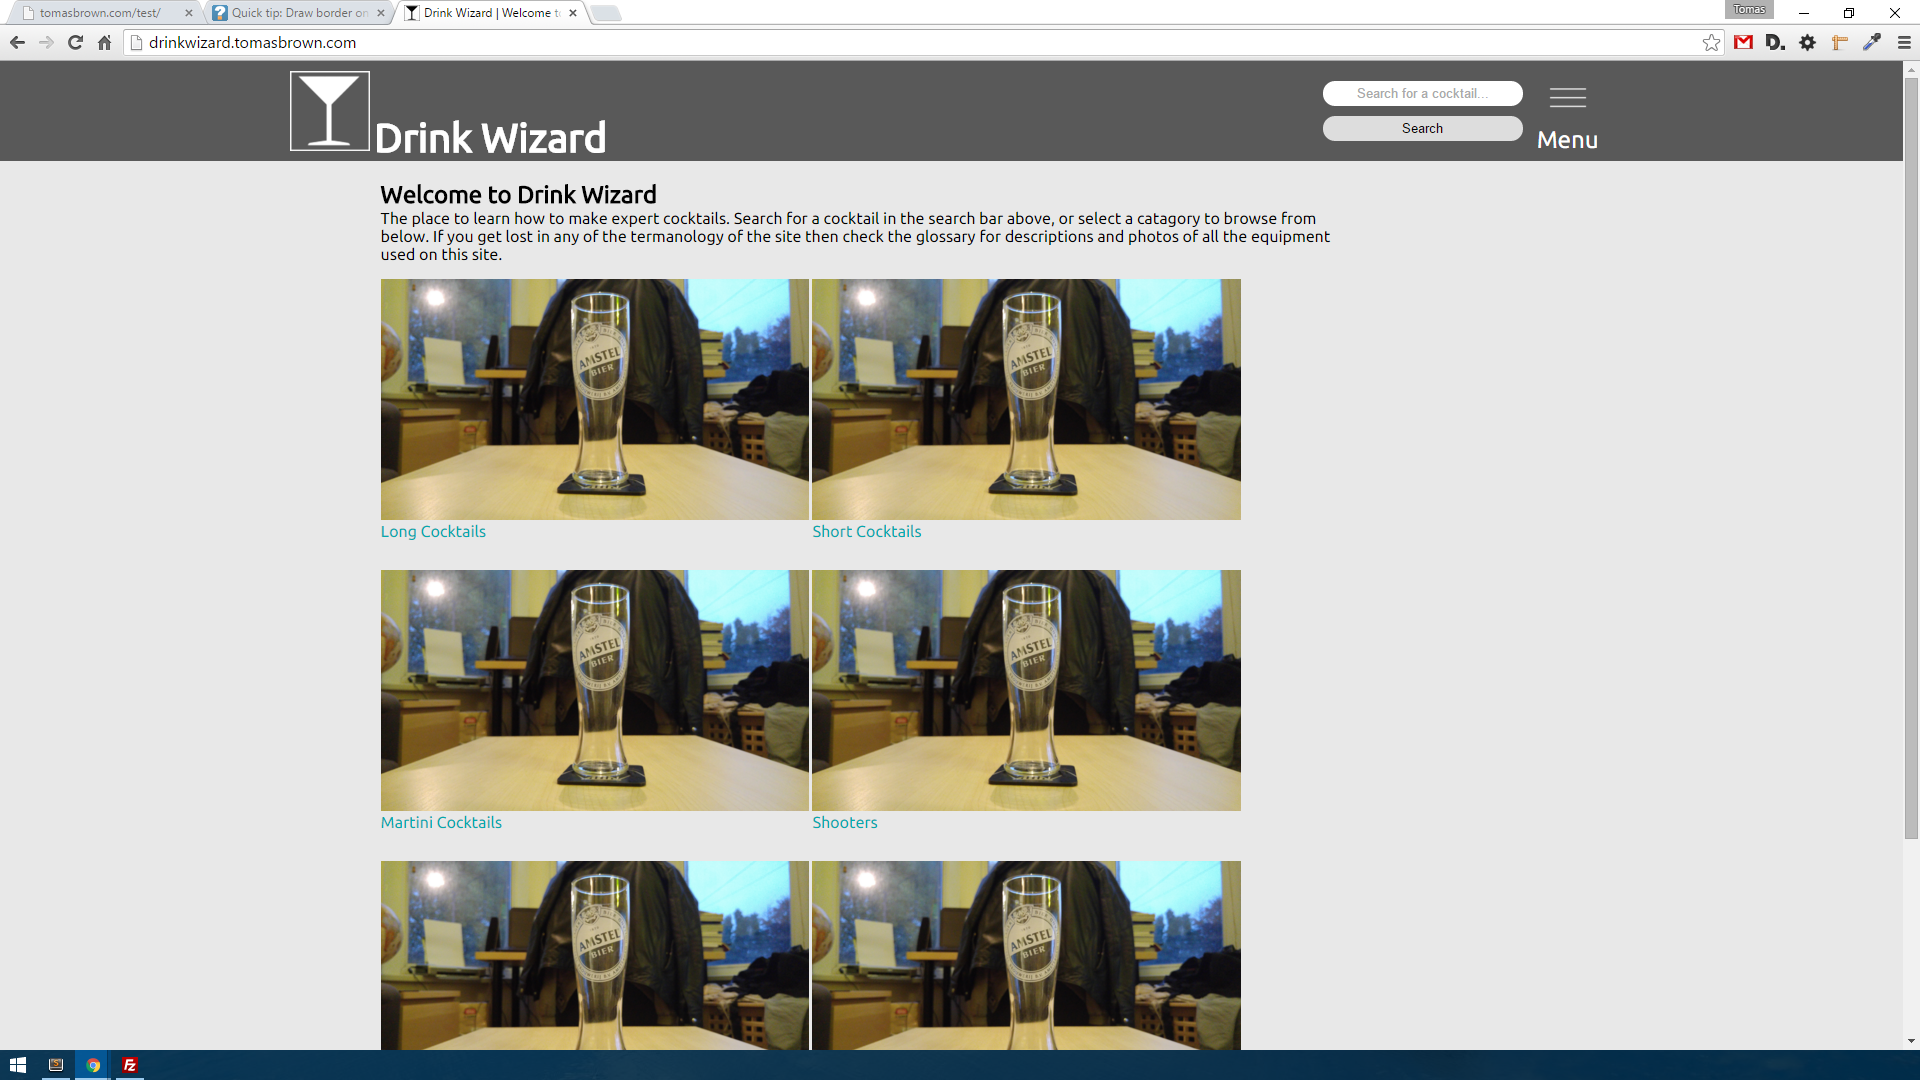 tomasbrown.com/test/
Quick tip: Draw border on
Drink Wizard | Welcome to
Tomas
drinkwizard.tomasbrown.com
D.
Drink Wizard
Search for a cocktail...
Search
Menu
Welcome to Drink Wizard
The place to learn how to make expert cocktails. Search for a cocktail in the search bar above, or select a catagory to browse from
below. If you get lost in any of the termanology of the site then check the glossary for descriptions and photos of all the equipment
used on this site.
AMSTEL
BIER
AMSTEL
BIER
Long Cocktails
Short Cocktails
AMSTEL
BIER
AMSTEL
BIER
Martini Cocktails
Shooters
AMSTEL
BIER
AMSTEL
BIER
Fz